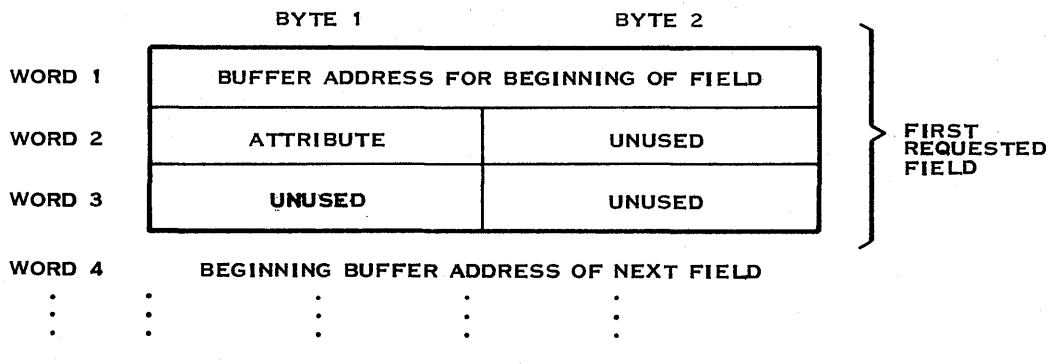 BYTE 1 BYTE 2
WORD 1 BUFFER ADDRESS FOR BEGINNING OF FIELD
WORD 2 ATTRIBUTE UNUSED
FIRST
REQUESTED
FIELD
WORD 3 UNUSED UNUSED
WORD 4 BEGINNING BUFFER ADDRESS OF NEXT FIELD